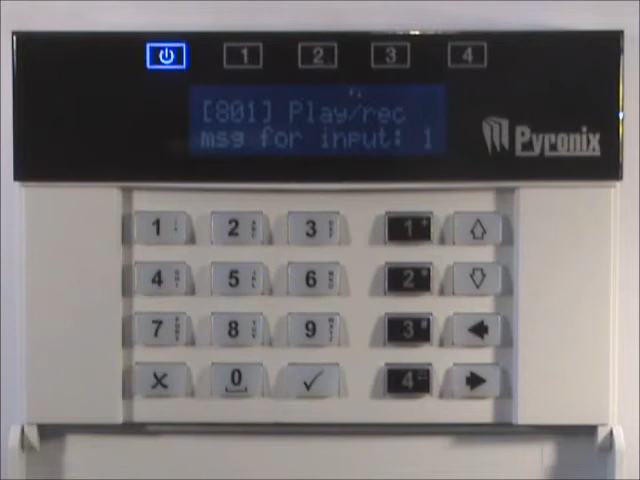 1 2 3 4
[801] Play/rec
msg for input: 1
Pyronix
1 2 3 1
4 5 6 2
7 8 9 3
0 4